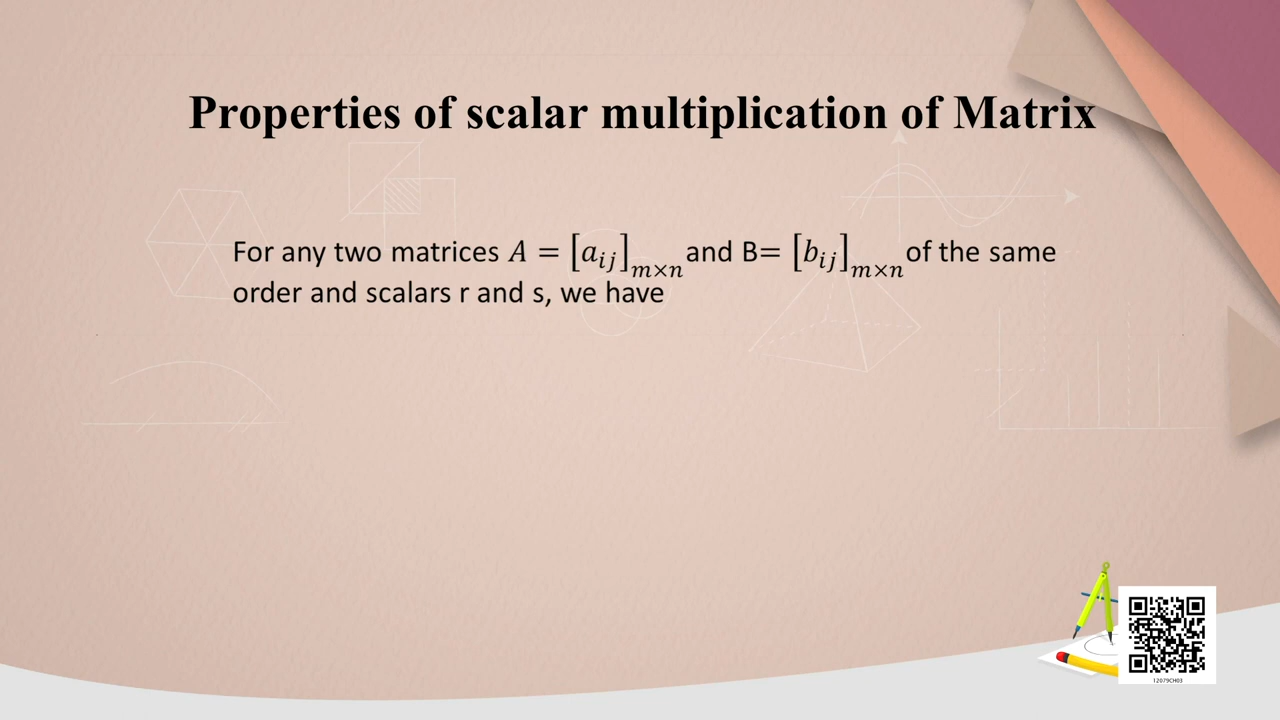 Properties of scalar multiplication of Matrix
For any two matrices A = [aᵢⱼ]ₘ×ₙ and B= [bᵢⱼ]ₘ×ₙ of the same
order and scalars r and s, we have
12079CH03